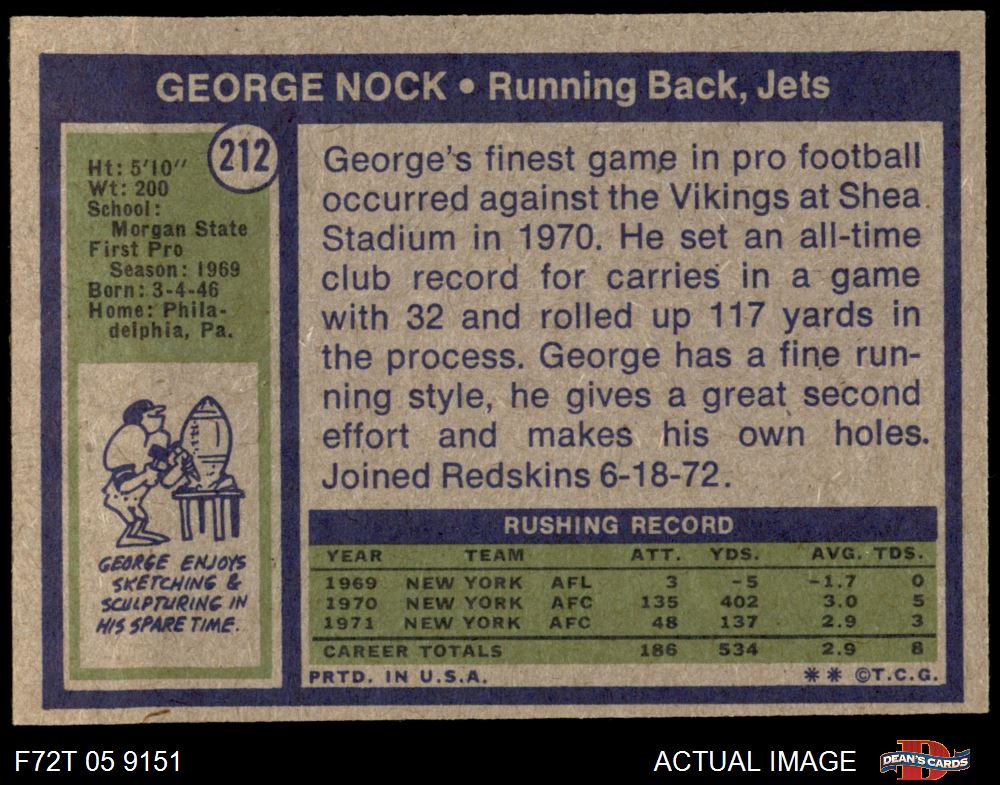 GEORGE NOCK • Running Back, Jets
212
Ht: 5'10"
Wt: 200
School:
Morgan State
First Pro
Season: 1969
Born: 3-4-46
Home: Phila-
delphia, Pa.
GEORGE ENJOYS
SKETCHING &
SCULPTURING IN
HIS SPARE TIME.
George's finest game in pro football
occurred against the Vikings at Shea
Stadium in 1970. He set an all-time
club record for carries in a game
with 32 and rolled up 117 yards in
the process. George has a fine run-
ning style, he gives a great second
effort and makes his own holes.
Joined Redskins 6-18-72.
RUSHING RECORD
YEAR TEAM ATT. YDS. AVG. TDS.
1969 NEW YORK AFL 3 -5 -1.7 0
1970 NEW YORK AFC 135 402 3.0 5
1971 NEW YORK AFC 48 137 2.9 3
CAREER TOTALS 186 534 2.9 8
PRTD. IN U.S.A. ** ©T.C.G.
F72T 05 9151 ACTUAL IMAGE DEAN'S CARDS